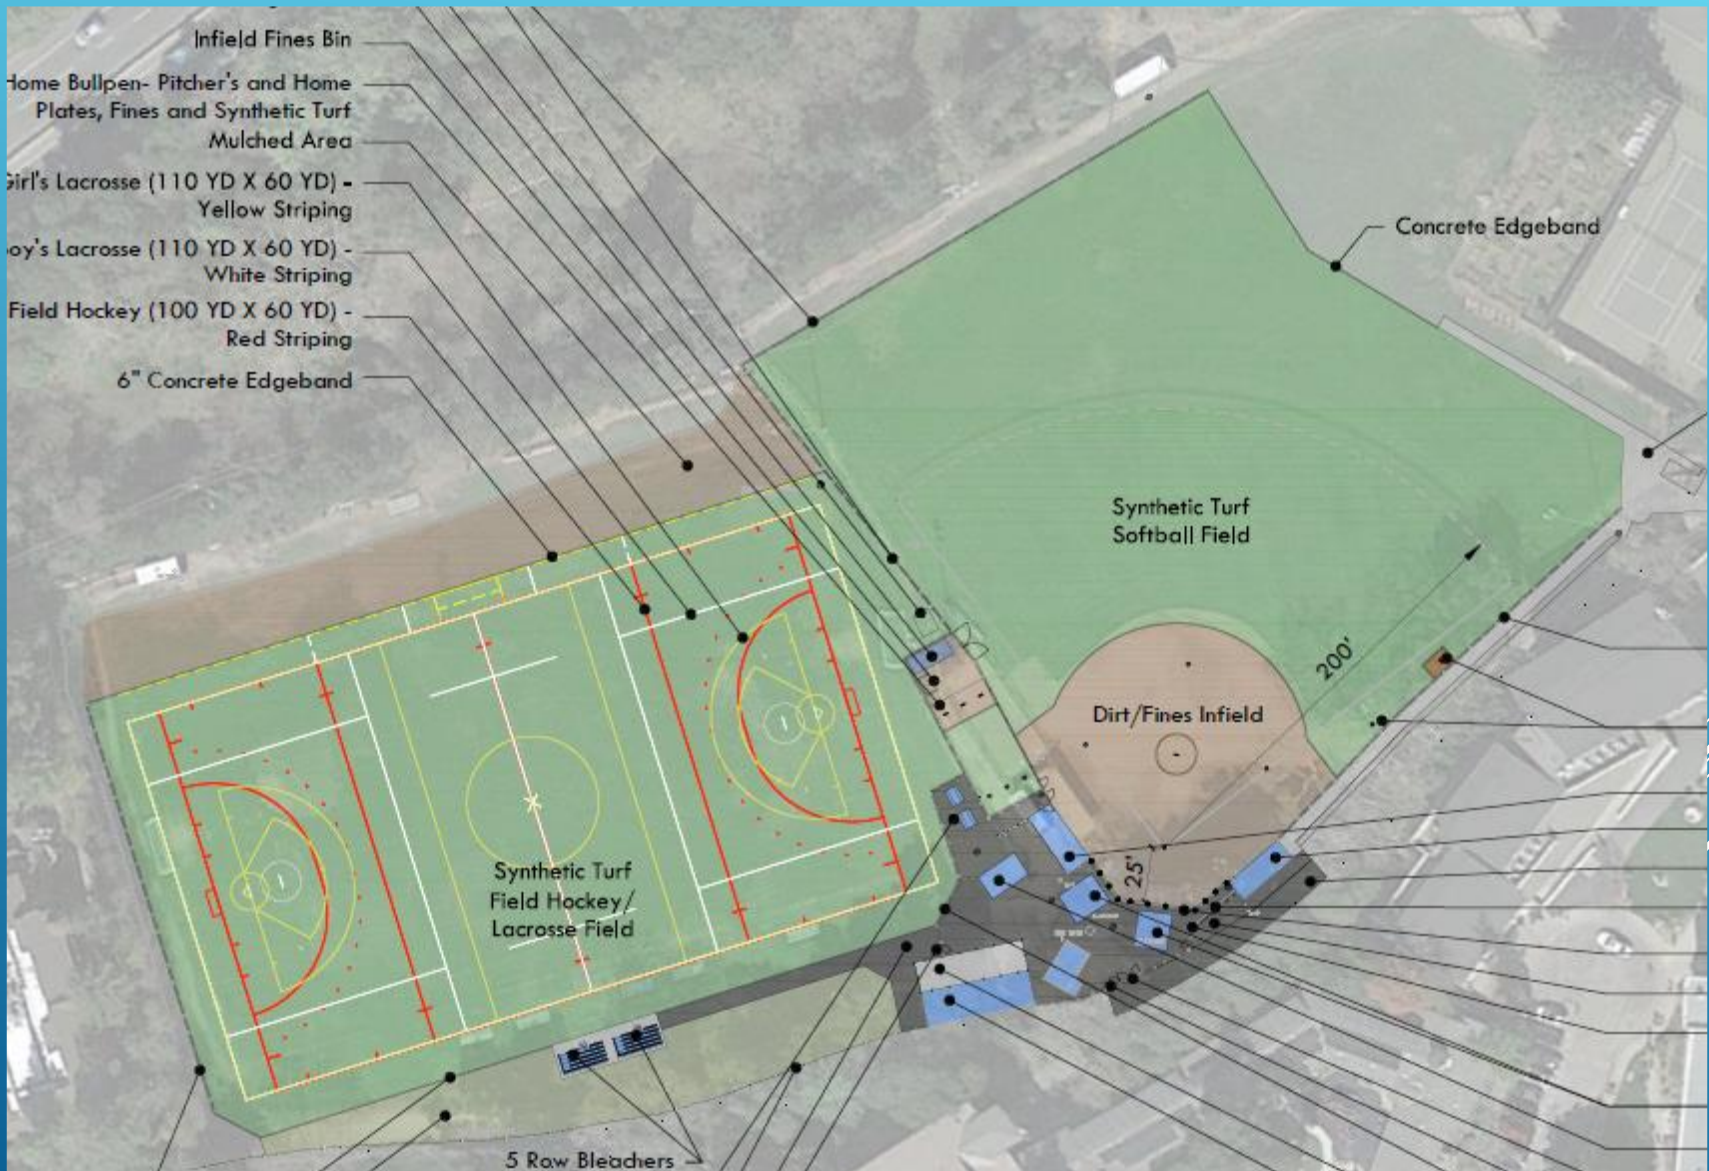 Infield Fines Bin
Home Bullpen- Pitcher's and Home
Plates, Fines and Synthetic Turf
Mulched Area
Girl's Lacrosse (110 YD X 60 YD) -
Yellow Striping
oy's Lacrosse (110 YD X 60 YD) -
White Striping
Field Hockey (100 YD X 60 YD) -
Red Striping
6" Concrete Edgeband
Concrete Edgeband
Synthetic Turf
Softball Field
200'
Dirt/Fines Infield
25'
Synthetic Turf
Field Hockey/
Lacrosse Field
5 Row Bleachers